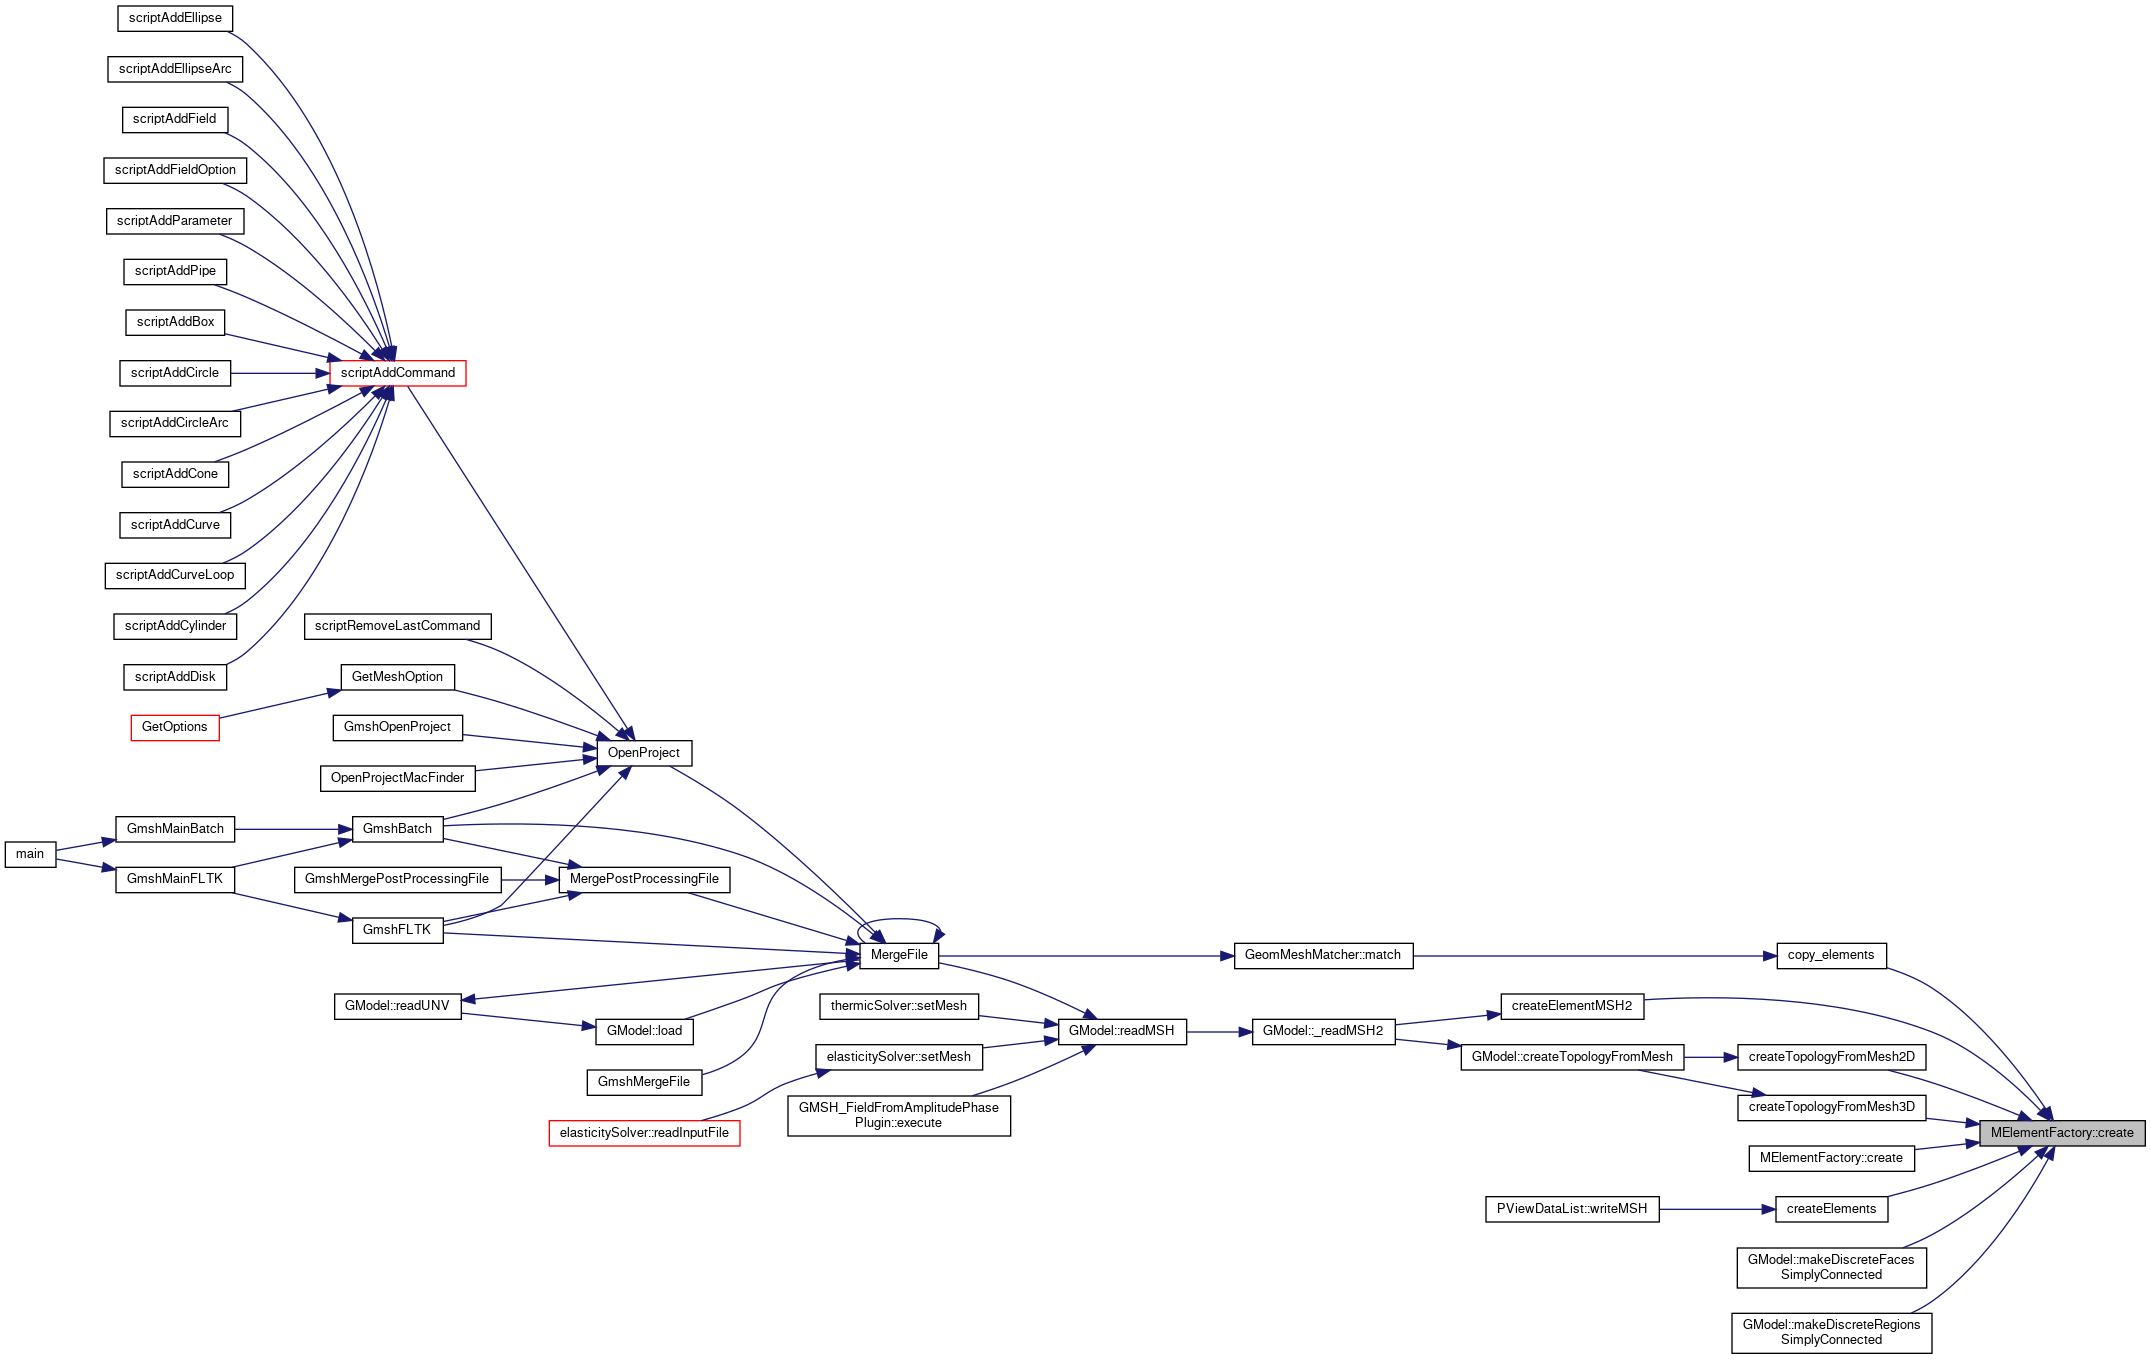 scriptAddEllipse
scriptAddEllipseArc
scriptAddField
scriptAddFieldOption
scriptAddParameter
scriptAddPipe
scriptAddBox
scriptAddCircle
scriptAddCommand
scriptAddCircleArc
scriptAddCone
scriptAddCurve
scriptAddCurveLoop
scriptAddCylinder
scriptRemoveLastCommand
scriptAddDisk
GetMeshOption
GetOptions
GmshOpenProject
OpenProject
OpenProjectMacFinder
GmshMainBatch
GmshBatch
main
GmshMainFLTK
GmshMergePostProcessingFile
MergePostProcessingFile
GmshFLTK
MergeFile
GeomMeshMatcher::match
copy_elements
GModel::readUNV
thermicSolver::setMesh
createElementMSH2
GModel::load
GModel::readMSH
GModel::_readMSH2
elasticitySolver::setMesh
GModel::createTopologyFromMesh
createTopologyFromMesh2D
GmshMergeFile
GMSH_FieldFromAmplitudePhase
Plugin::execute
createTopologyFromMesh3D
elasticitySolver::readInputFile
MElementFactory::create
MElementFactory::create
PViewDataList::writeMSH
createElements
GModel::makeDiscreteFaces
SimplyConnected
GModel::makeDiscreteRegions
SimplyConnected